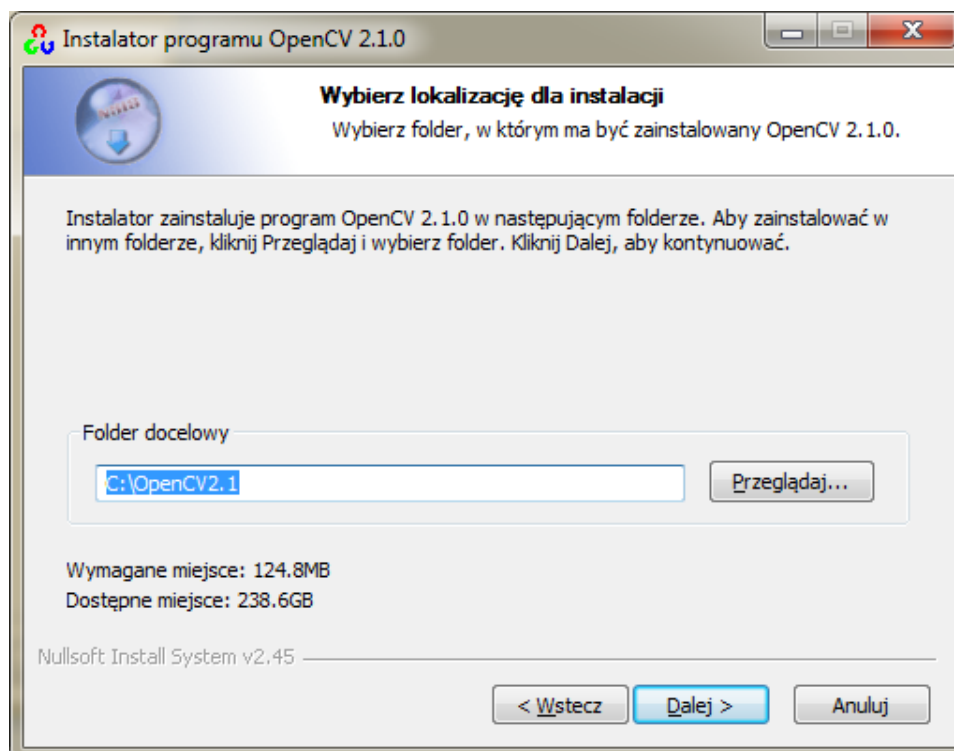 Instalator programu OpenCV 2.1.0
Wybierz lokalizację dla instalacji
Wybierz folder, w którym ma być zainstalowany OpenCV 2.1.0.
Instalator zainstaluje program OpenCV 2.1.0 w następującym folderze. Aby zainstalować w
innym folderze, kliknij Przeglądaj i wybierz folder. Kliknij Dalej, aby kontynuować.
Folder docelowy
C:\OpenCV2.1
Przeglądaj...
Wymagane miejsce: 124.8MB
Dostępne miejsce: 238.6GB
Nullsoft Install System v2.45
< Wstecz
Dalej >
Anuluj